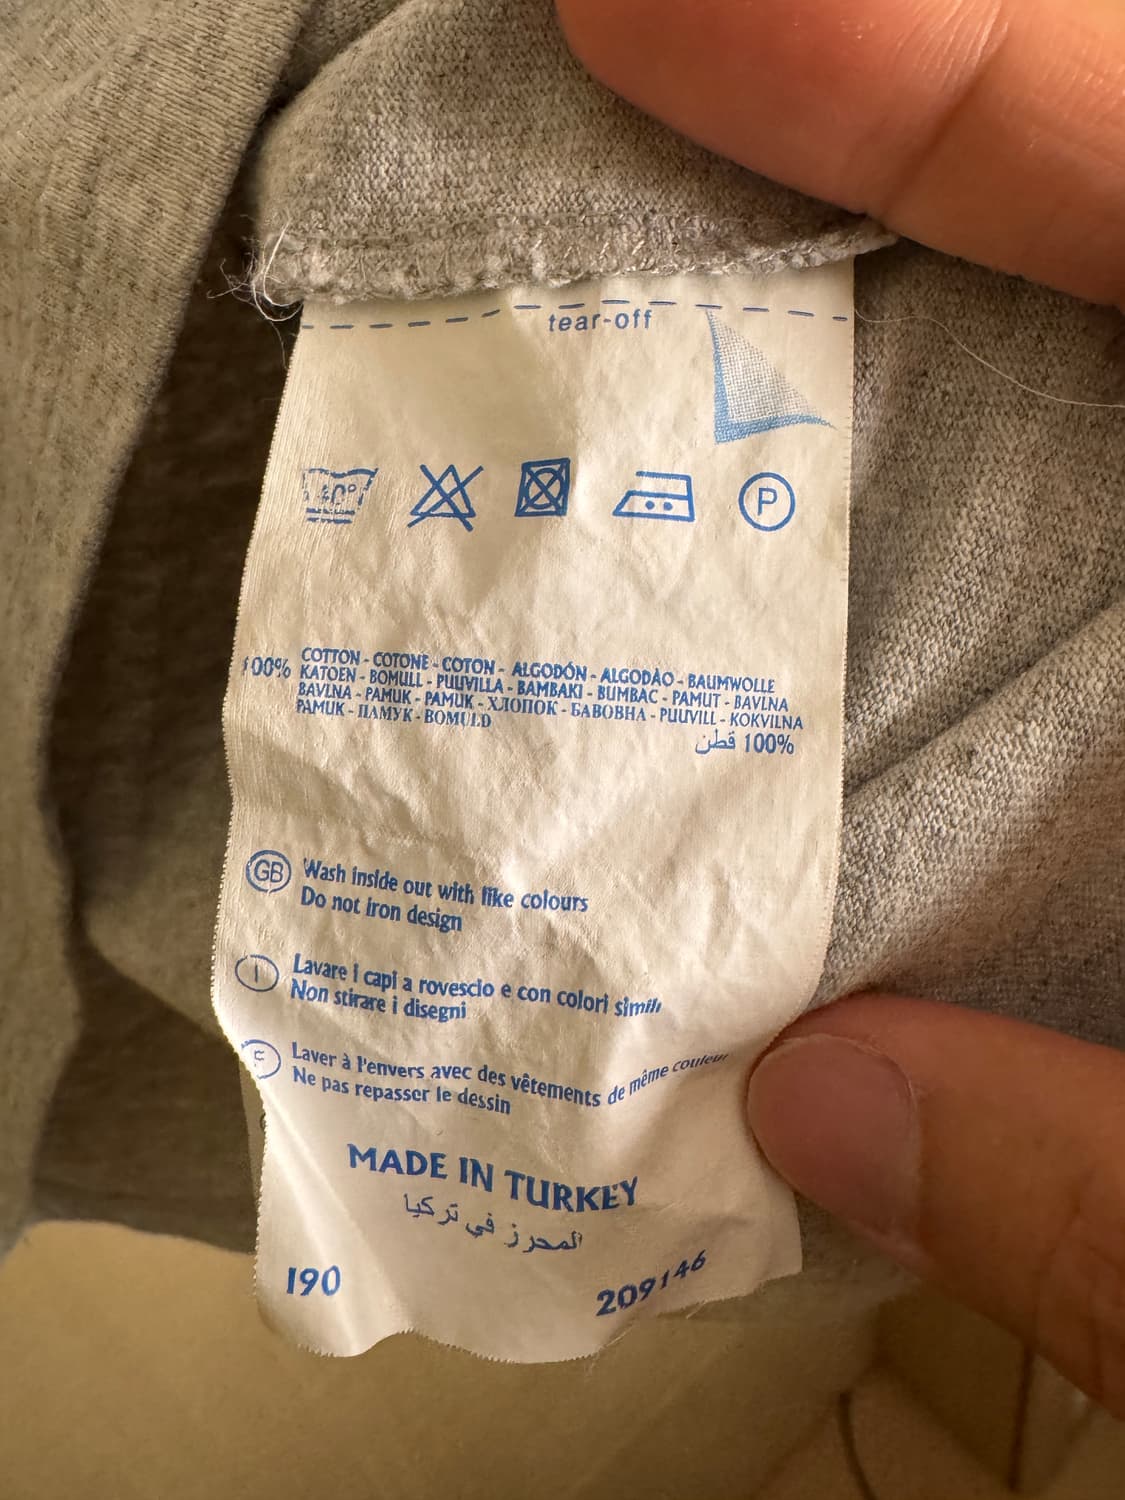 tear-off
40°
P
100% COTTON - COTONE - COTON - ALGODÓN - ALGODÃO - BAUMWOLLE
KATOEN - BOMULL - PUUVILLA - BAMBAKI - BUMBAC - PAMUT - BAVLNA
BAVLNA - PAMUK - PAMUK - ХЛОПОК - БАВОВНА - PUUVILL - KOKVILNA
PAMUK - ПАМУК - BOMULD
100% قطن
GB Wash inside out with like colours
Do not iron design
I Lavare i capi a rovescio e con colori simili
Non stirare i disegni
F Laver à l'envers avec des vêtements de même couleur
Ne pas repasser le dessin
MADE IN TURKEY
المحرز في تركيا
190
209146